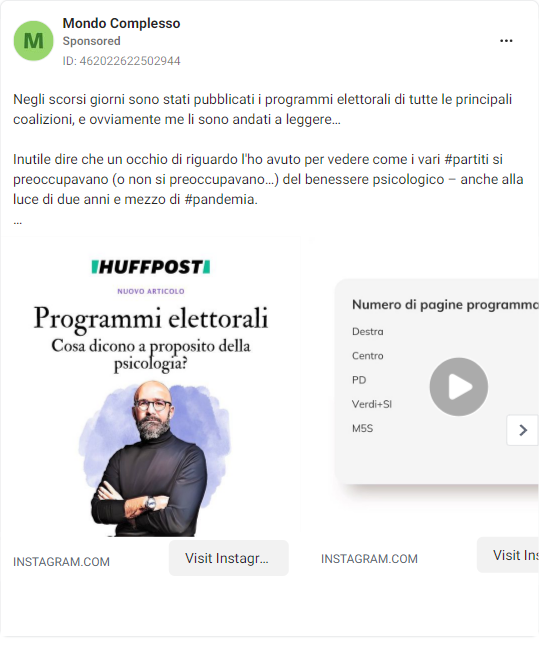 M
Mondo Complesso
Sponsored
ID: 462022622502944
Negli scorsi giorni sono stati pubblicati i programmi elettorali di tutte le principali
coalizioni, e ovviamente me li sono andati a leggere…
Inutile dire che un occhio di riguardo l'ho avuto per vedere come i vari #partiti si
preoccupavano (o non si preoccupavano…) del benessere psicologico – anche alla
luce di due anni e mezzo di #pandemia.
...
HUFFPOST
NUOVO ARTICOLO
Programmi elettorali
Cosa dicono a proposito della
psicologia?
INSTAGRAM.COM
Visit Instagr...
Numero di pagine programma
Destra
Centro
PD
Verdi+SI
M5S
INSTAGRAM.COM
Visit Ins